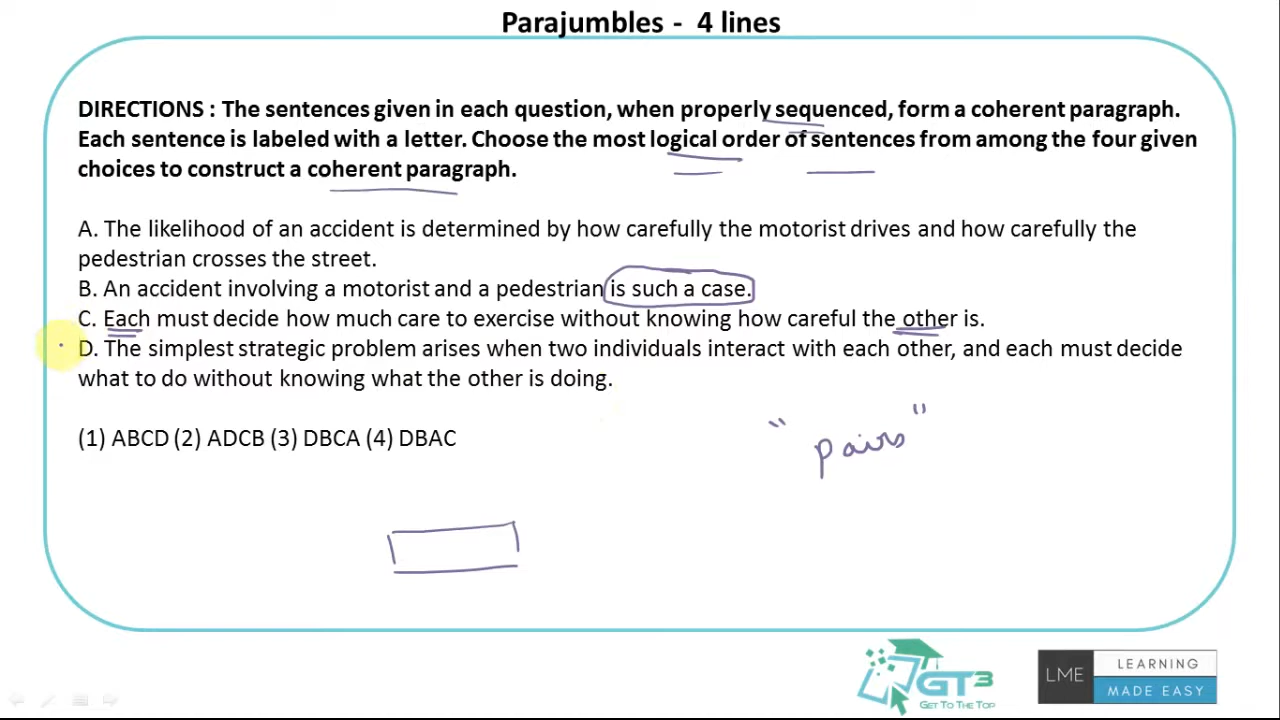 Parajumbles - 4 lines
DIRECTIONS : The sentences given in each question, when properly sequenced, form a coherent paragraph.
Each sentence is labeled with a letter. Choose the most logical order of sentences from among the four given
choices to construct a coherent paragraph.
A. The likelihood of an accident is determined by how carefully the motorist drives and how carefully the
pedestrian crosses the street.
B. An accident involving a motorist and a pedestrian is such a case.
C. Each must decide how much care to exercise without knowing how careful the other is.
D. The simplest strategic problem arises when two individuals interact with each other, and each must decide
what to do without knowing what the other is doing.
(1) ABCD (2) ADCB (3) DBCA (4) DBAC
"pairs"
GT3
GET TO THE TOP
LME
LEARNING
MADE EASY